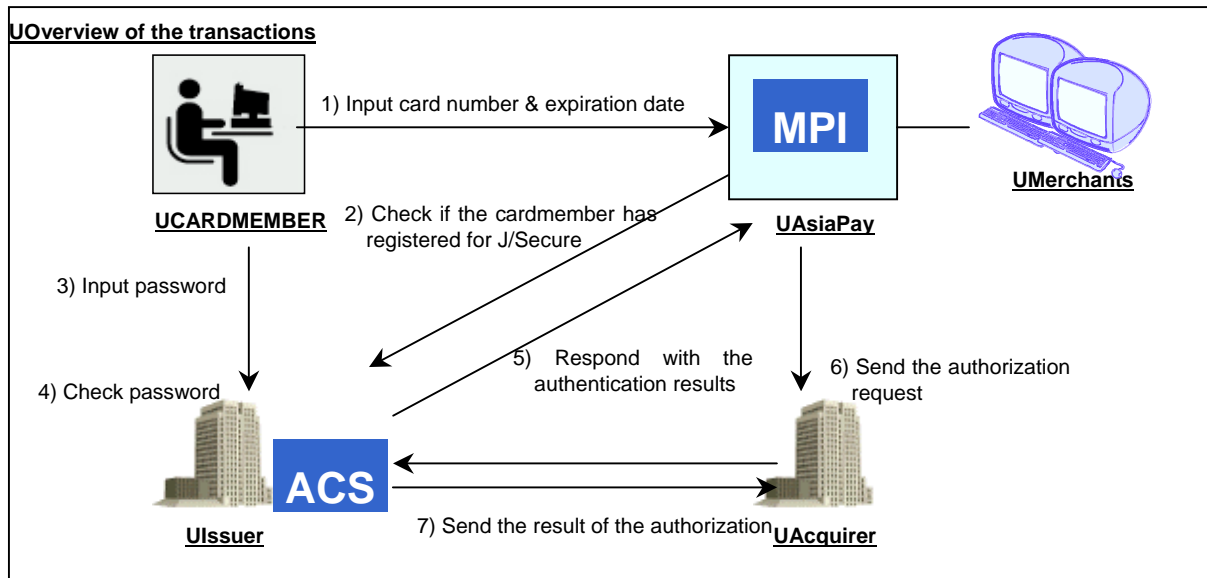 UOverview of the transactions
1) Input card number & expiration date
MPI
UMerchants
UCARDMEMBER
2) Check if the cardmember has
registered for J/Secure
UAsiaPay
3) Input password
5) Respond with the
authentication results
6) Send the authorization
request
4) Check password
ACS
7) Send the result of the authorization
UIssuer
UAcquirer